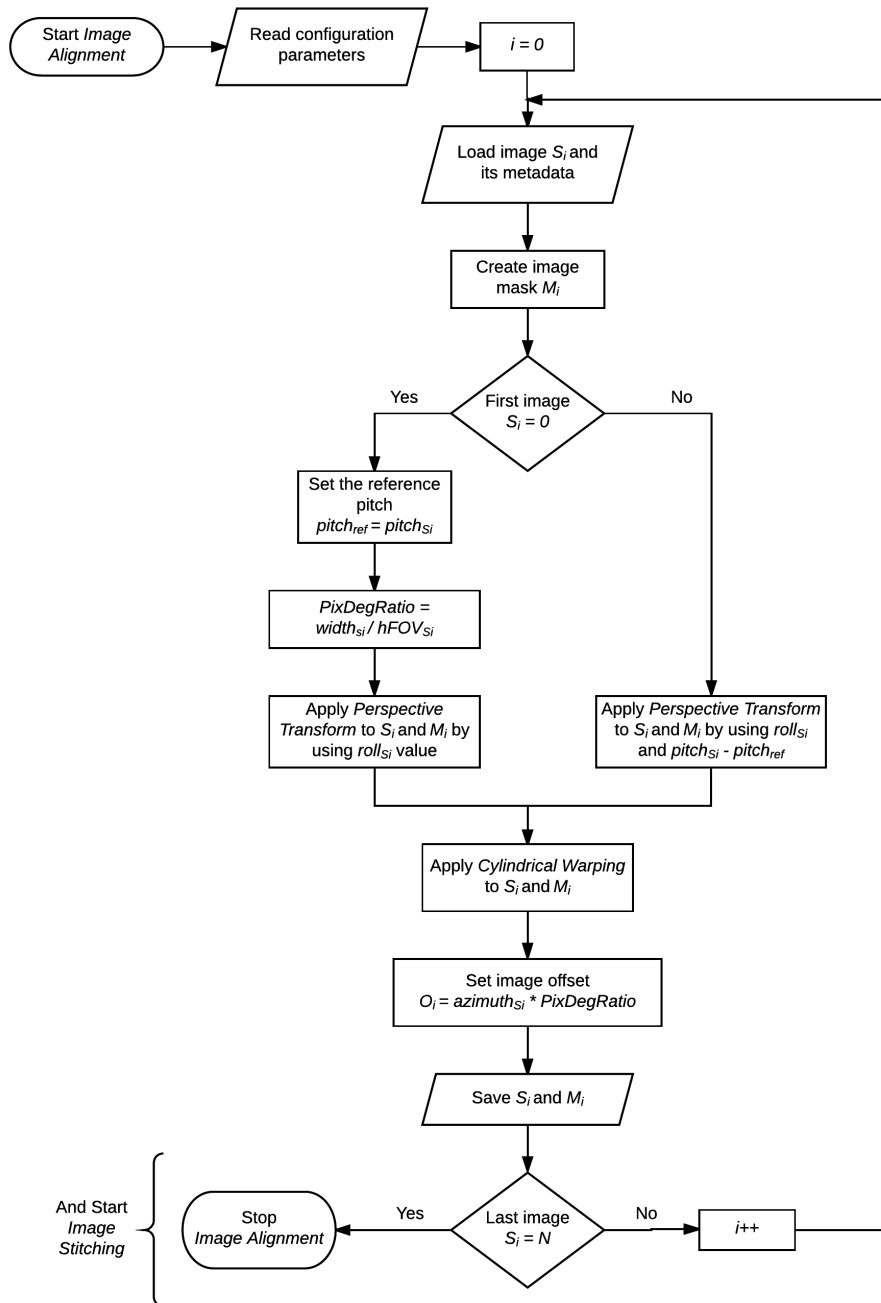 Start Image
Alignment
Read configuration
parameters
i = 0
Load image Si and
its metadata
Create image
mask Mi
First image
Si = 0
Yes
No
Set the reference
pitch
pitchref = pitchSi
PixDegRatio =
widthsi / hFOVSi
Apply Perspective
Transform to Si and Mi by
using rollSi value
Apply Perspective Transform
to Si and Mi by using rollSi
and pitchSi - pitchref
Apply Cylindrical Warping
to Si and Mi
Set image offset
Oi = azimuthSi * PixDegRatio
Save Si and Mi
Last image
Si = N
Yes
No
i++
Stop
Image Alignment
And Start
Image
Stitching